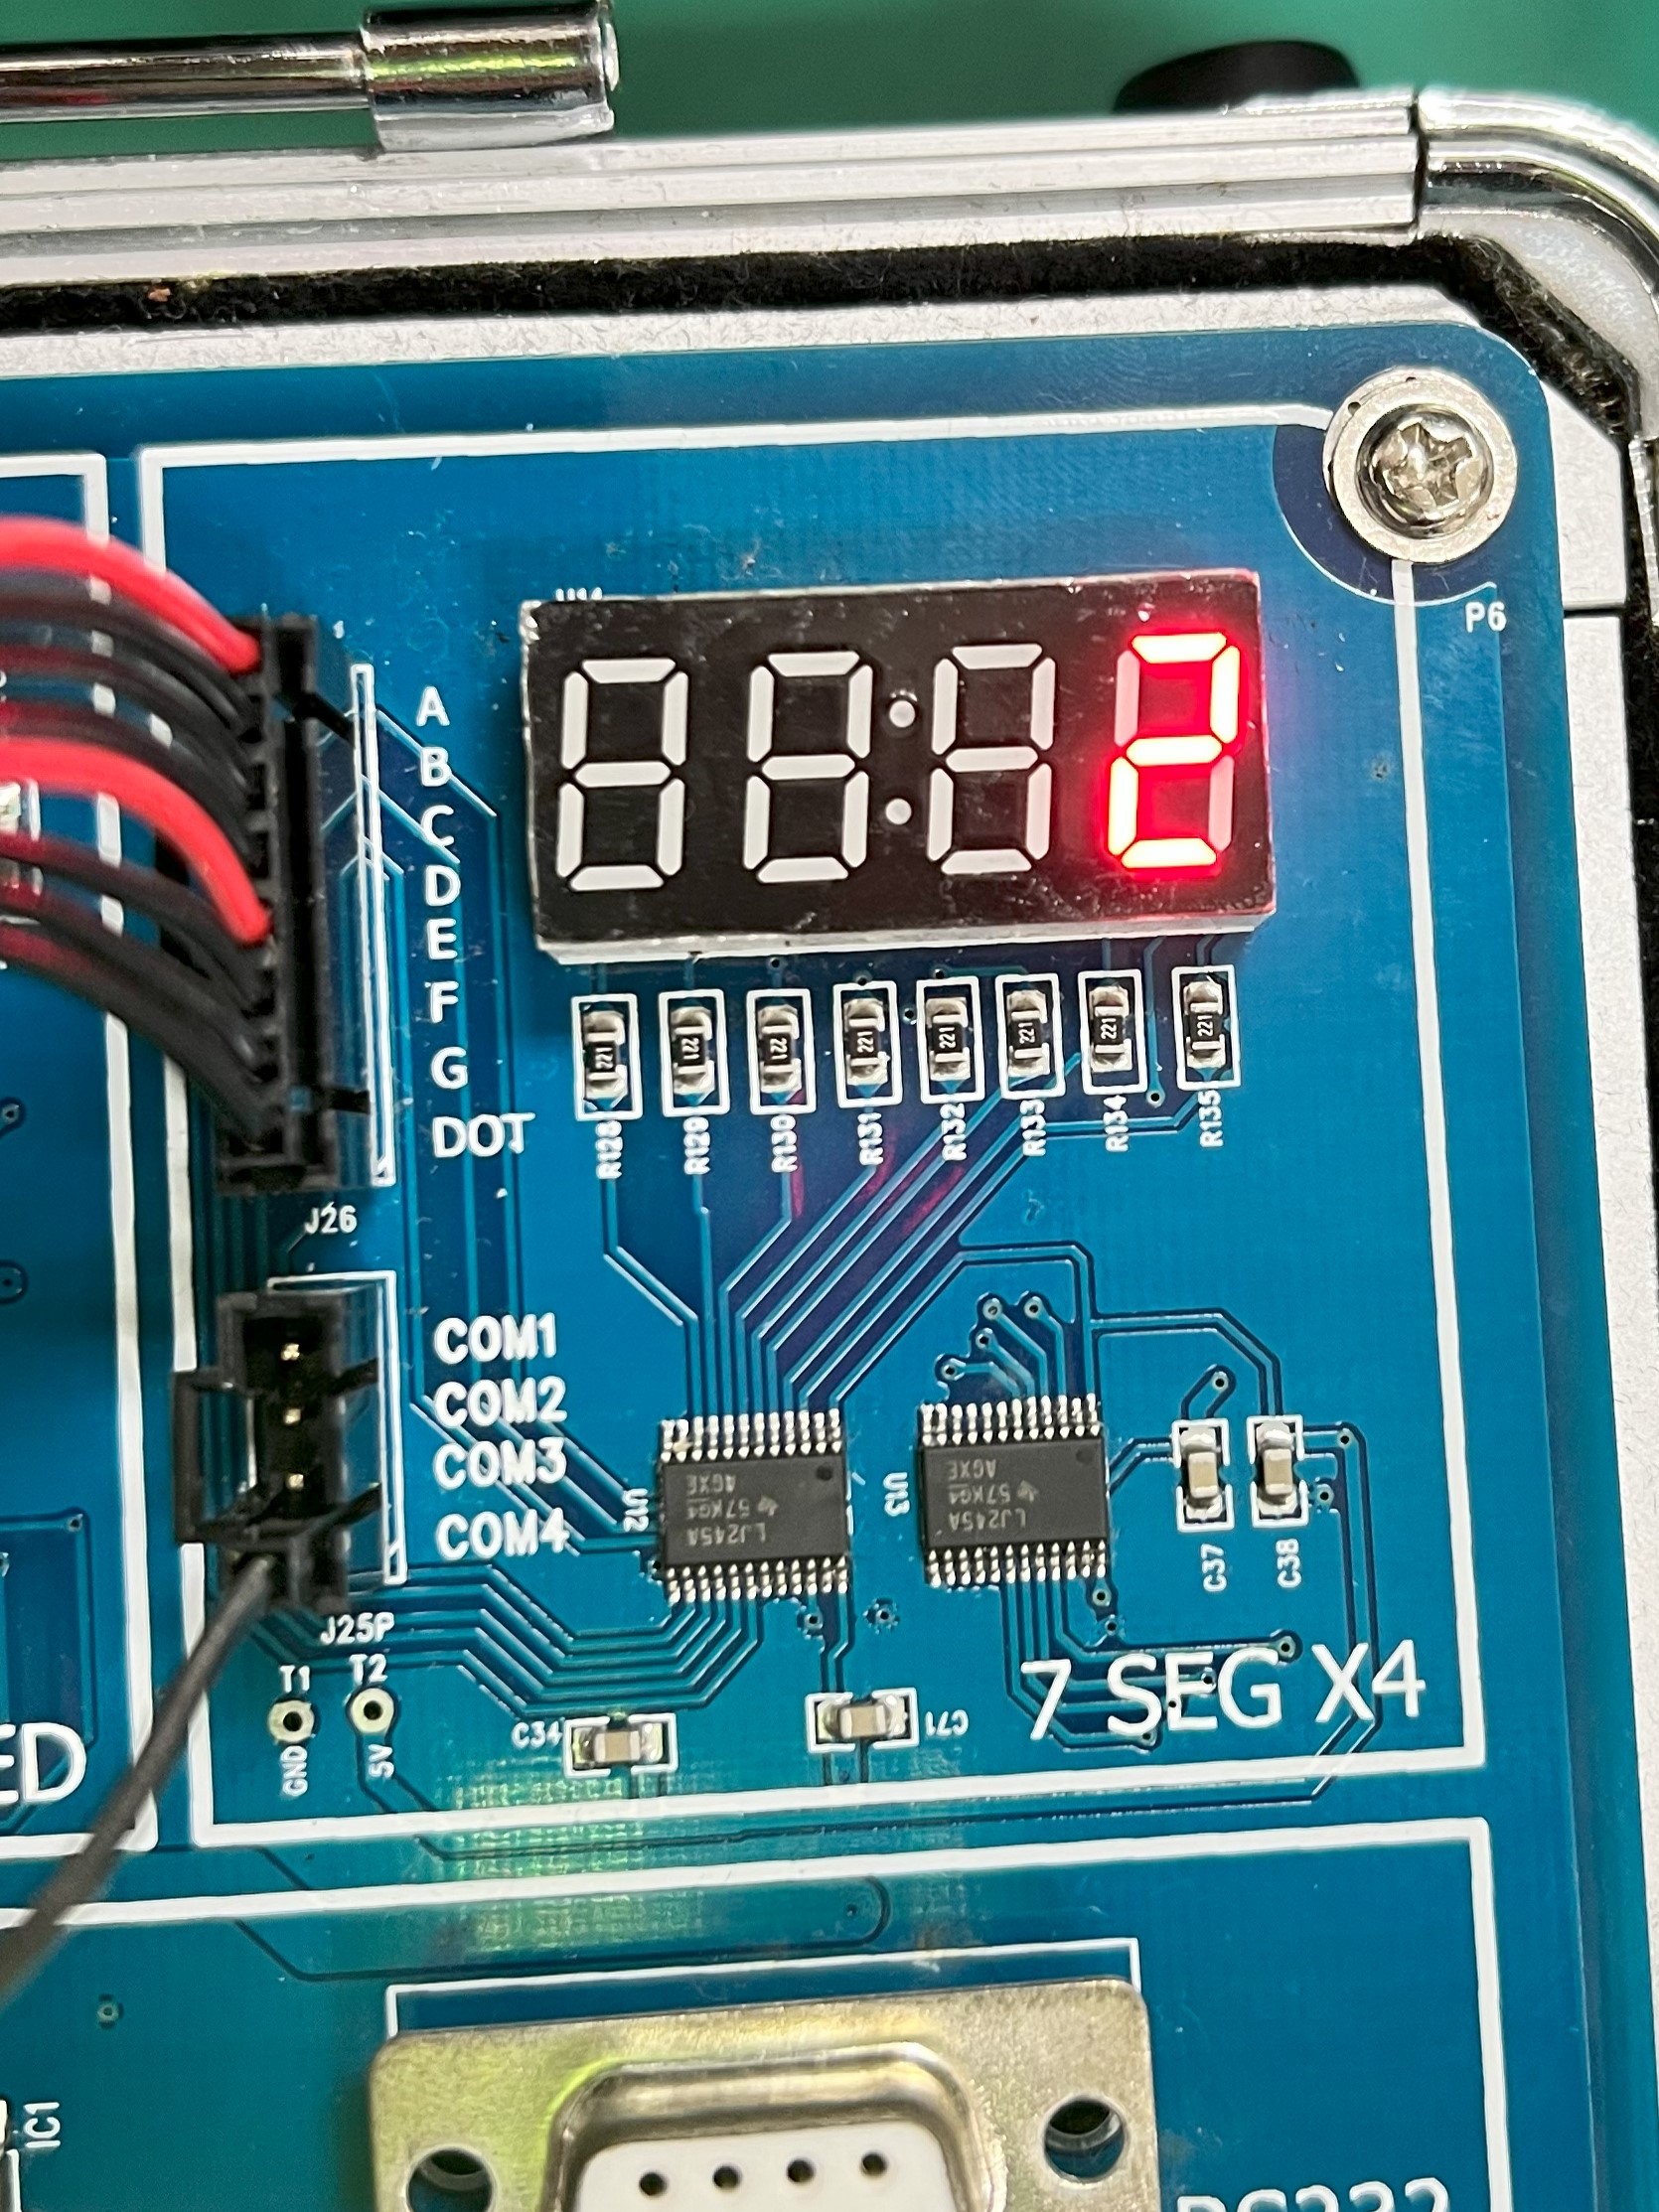 P6
2
A
B
C
D
E
F
G
DOT
221 221 221 221 221 221 221 221
R128 R129 R130 R131 R132 R133 R134 R135
J26
COM1
COM2
COM3
COM4
U12
LJ245A
57KG4
AGXE
U13
LJ245A
57KG4
AGXE
C37 C38
J25P
T1 T2
GND 5V
C34
C71
7 SEG X4
ED
IC1
RS232